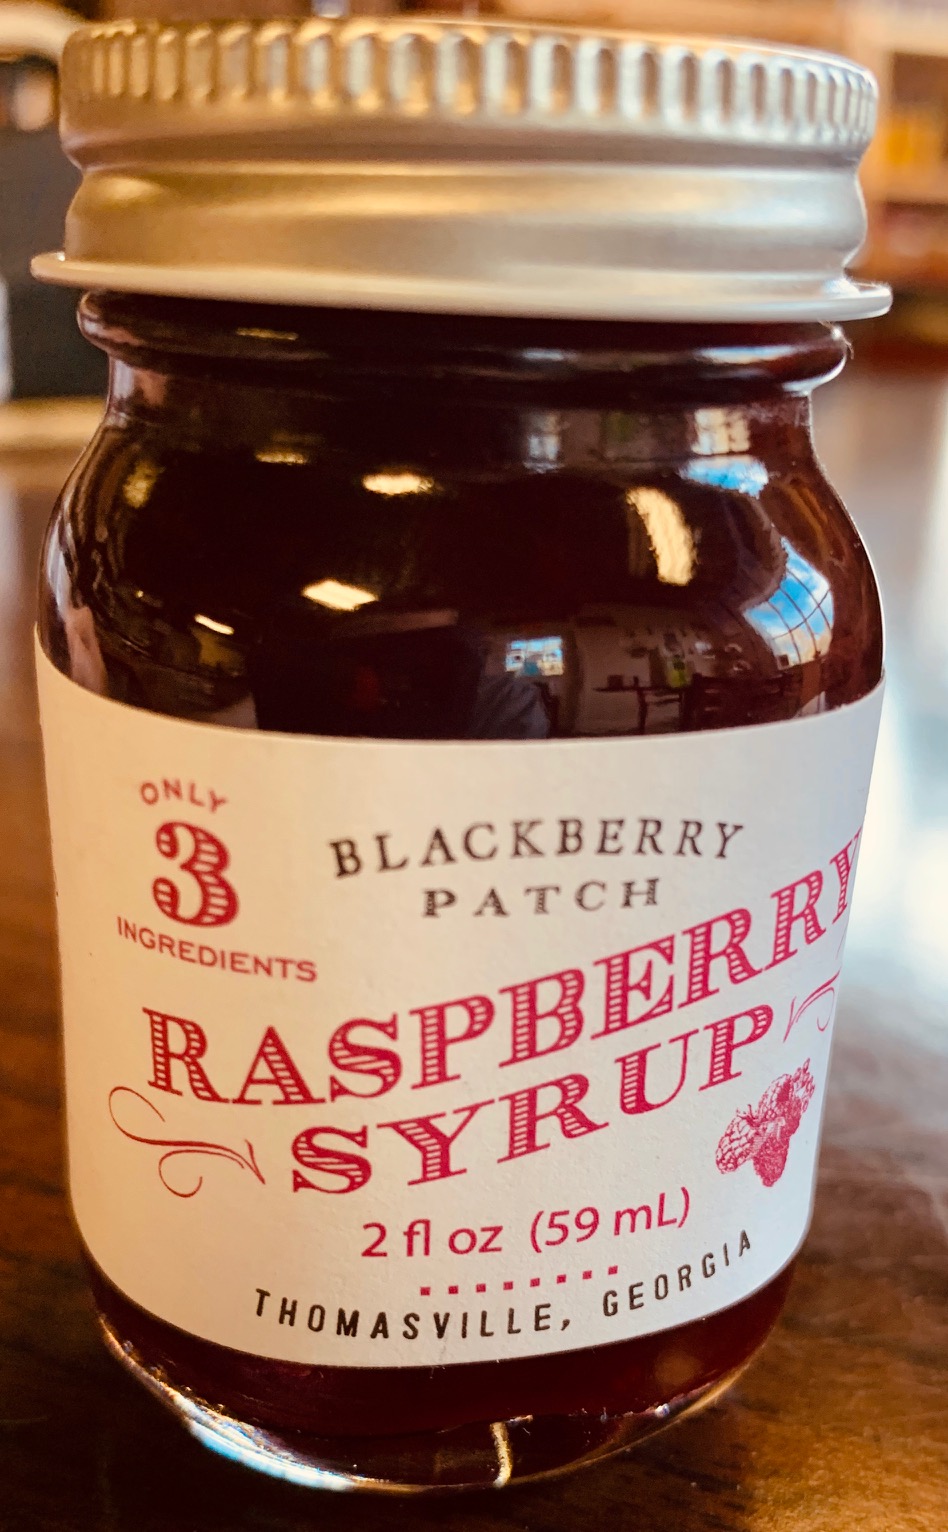 ONLY
3
INGREDIENTS
BLACKBERRY
PATCH
RASPBERRY
SYRUP
2 fl oz (59 mL)
THOMASVILLE, GEORGIA